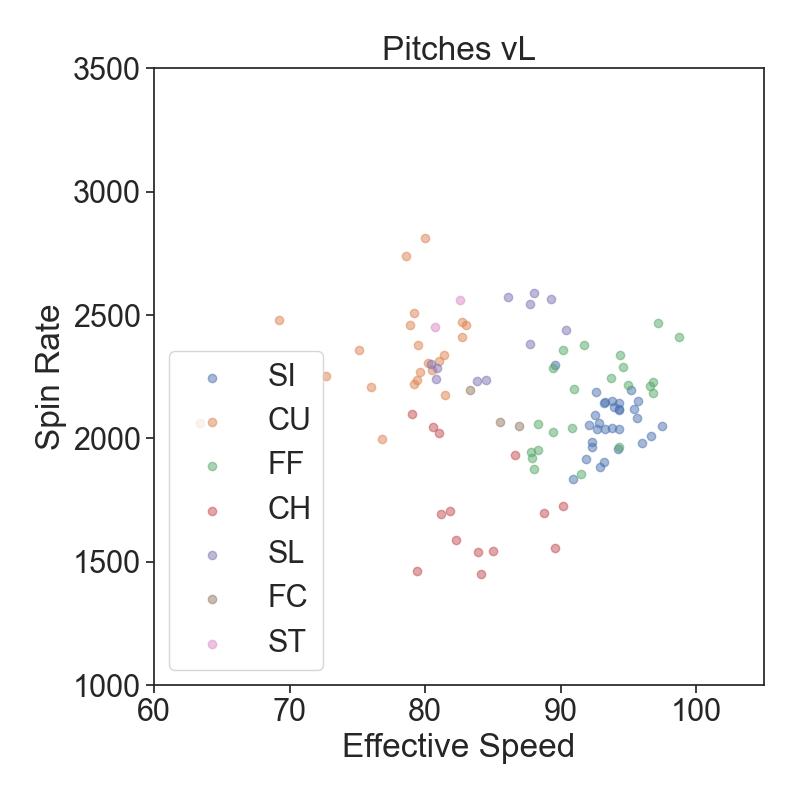 Pitches vL
3500
3000
2500
2000
1500
1000
Spin Rate
SI
CU
FF
CH
SL
FC
ST
60 70 80 90 100
Effective Speed